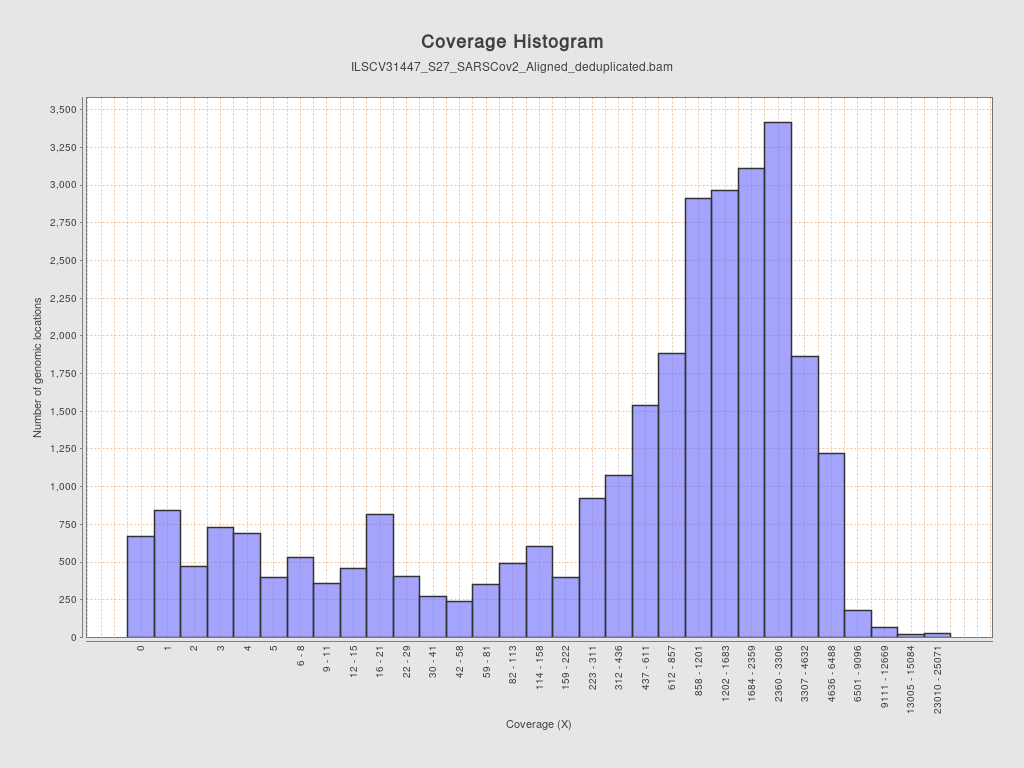 Coverage Histogram
ILSCV31447_S27_SARSCov2_Aligned_deduplicated.bam
Number of genomic locations
3,500
3,250
3,000
2,750
2,500
2,250
2,000
1,750
1,500
1,250
1,000
750
500
250
0
0
1
2
3
4
5
6 - 8
9 - 11
12 - 15
16 - 21
22 - 29
30 - 41
42 - 58
59 - 81
82 - 113
114 - 158
159 - 222
223 - 311
312 - 436
437 - 611
612 - 857
858 - 1201
1202 - 1683
1684 - 2359
2360 - 3306
3307 - 4632
4636 - 6488
6501 - 9096
9111 - 12669
13005 - 15084
23010 - 25071
Coverage (X)